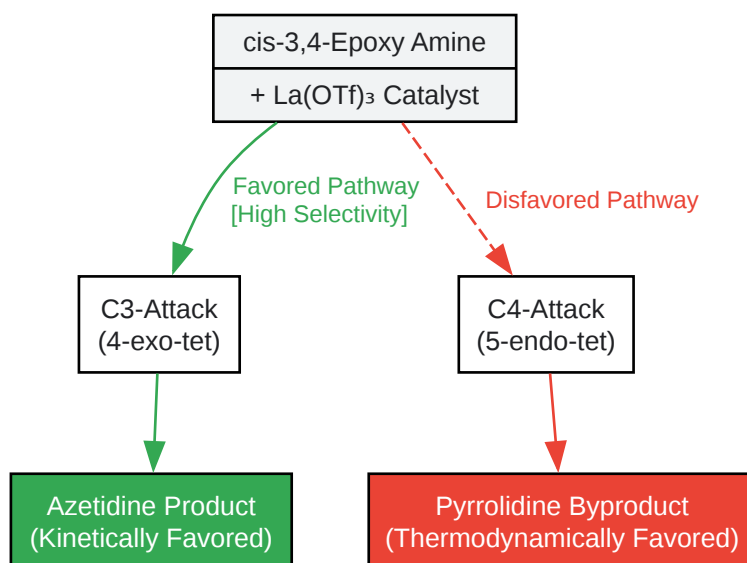 cis-3,4-Epoxy Amine
+ La(OTf)₃ Catalyst
Favored Pathway
[High Selectivity]
Disfavored Pathway
C3-Attack
(4-exo-tet)
C4-Attack
(5-endo-tet)
Azetidine Product
(Kinetically Favored)
Pyrrolidine Byproduct
(Thermodynamically Favored)